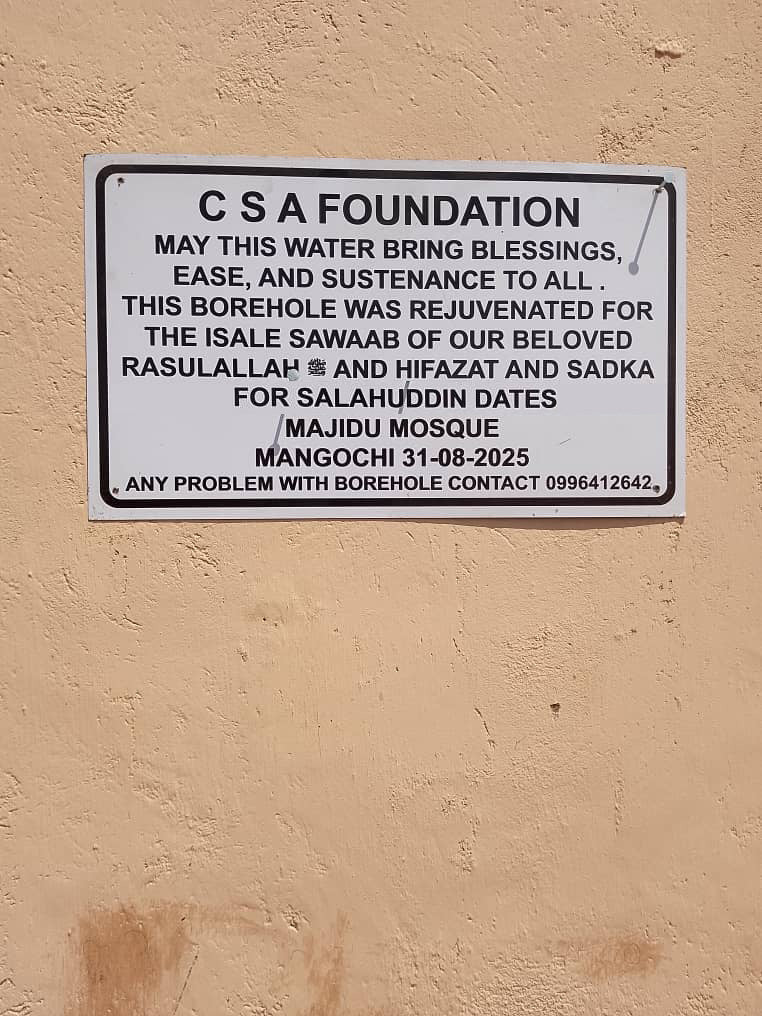 C S A FOUNDATION
MAY THIS WATER BRING BLESSINGS,
EASE, AND SUSTENANCE TO ALL .
THIS BOREHOLE WAS REJUVENATED FOR
THE ISALE SAWAAB OF OUR BELOVED
RASULALLAH ﷺ AND HIFAZAT AND SADKA
FOR SALAHUDDIN DATES
MAJIDU MOSQUE
MANGOCHI 31-08-2025
ANY PROBLEM WITH BOREHOLE CONTACT 0996412642